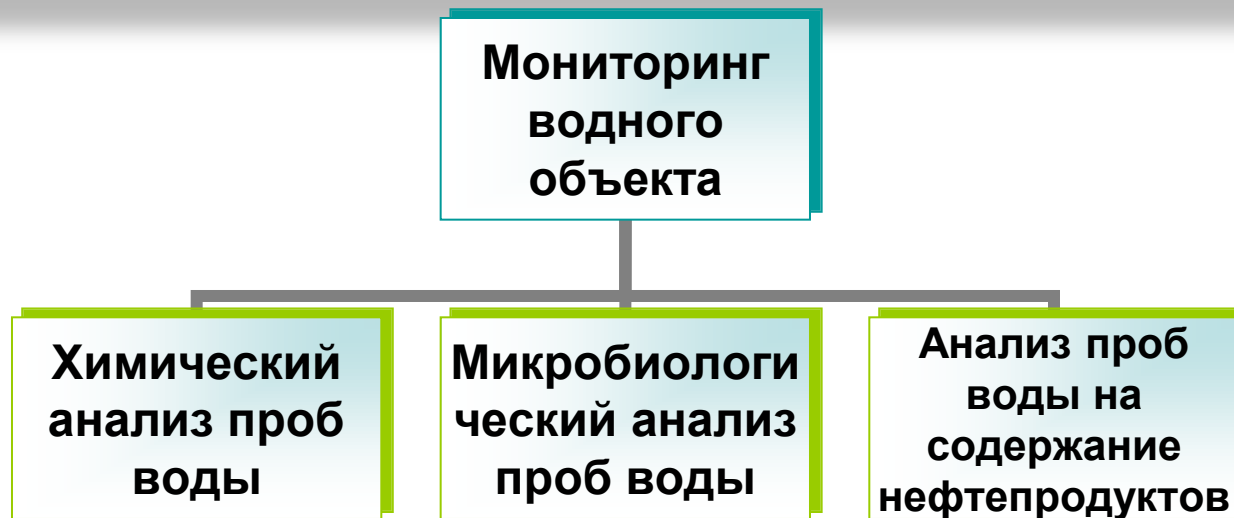 Мониторинг
водного
объекта
Химический
анализ проб
воды
Микробиологи
ческий анализ
проб воды
Анализ проб
воды на
содержание
нефтепродуктов